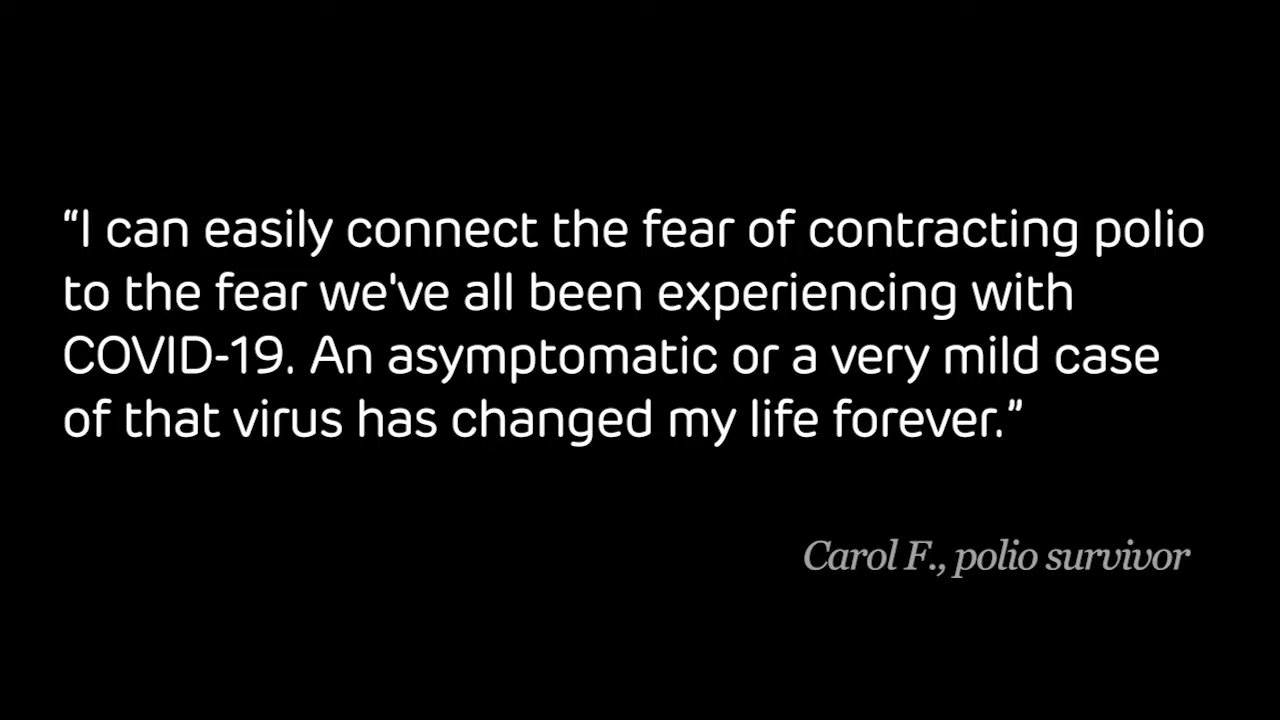 “I can easily connect the fear of contracting polio
to the fear we've all been experiencing with
COVID-19. An asymptomatic or a very mild case
of that virus has changed my life forever.”
Carol F., polio survivor